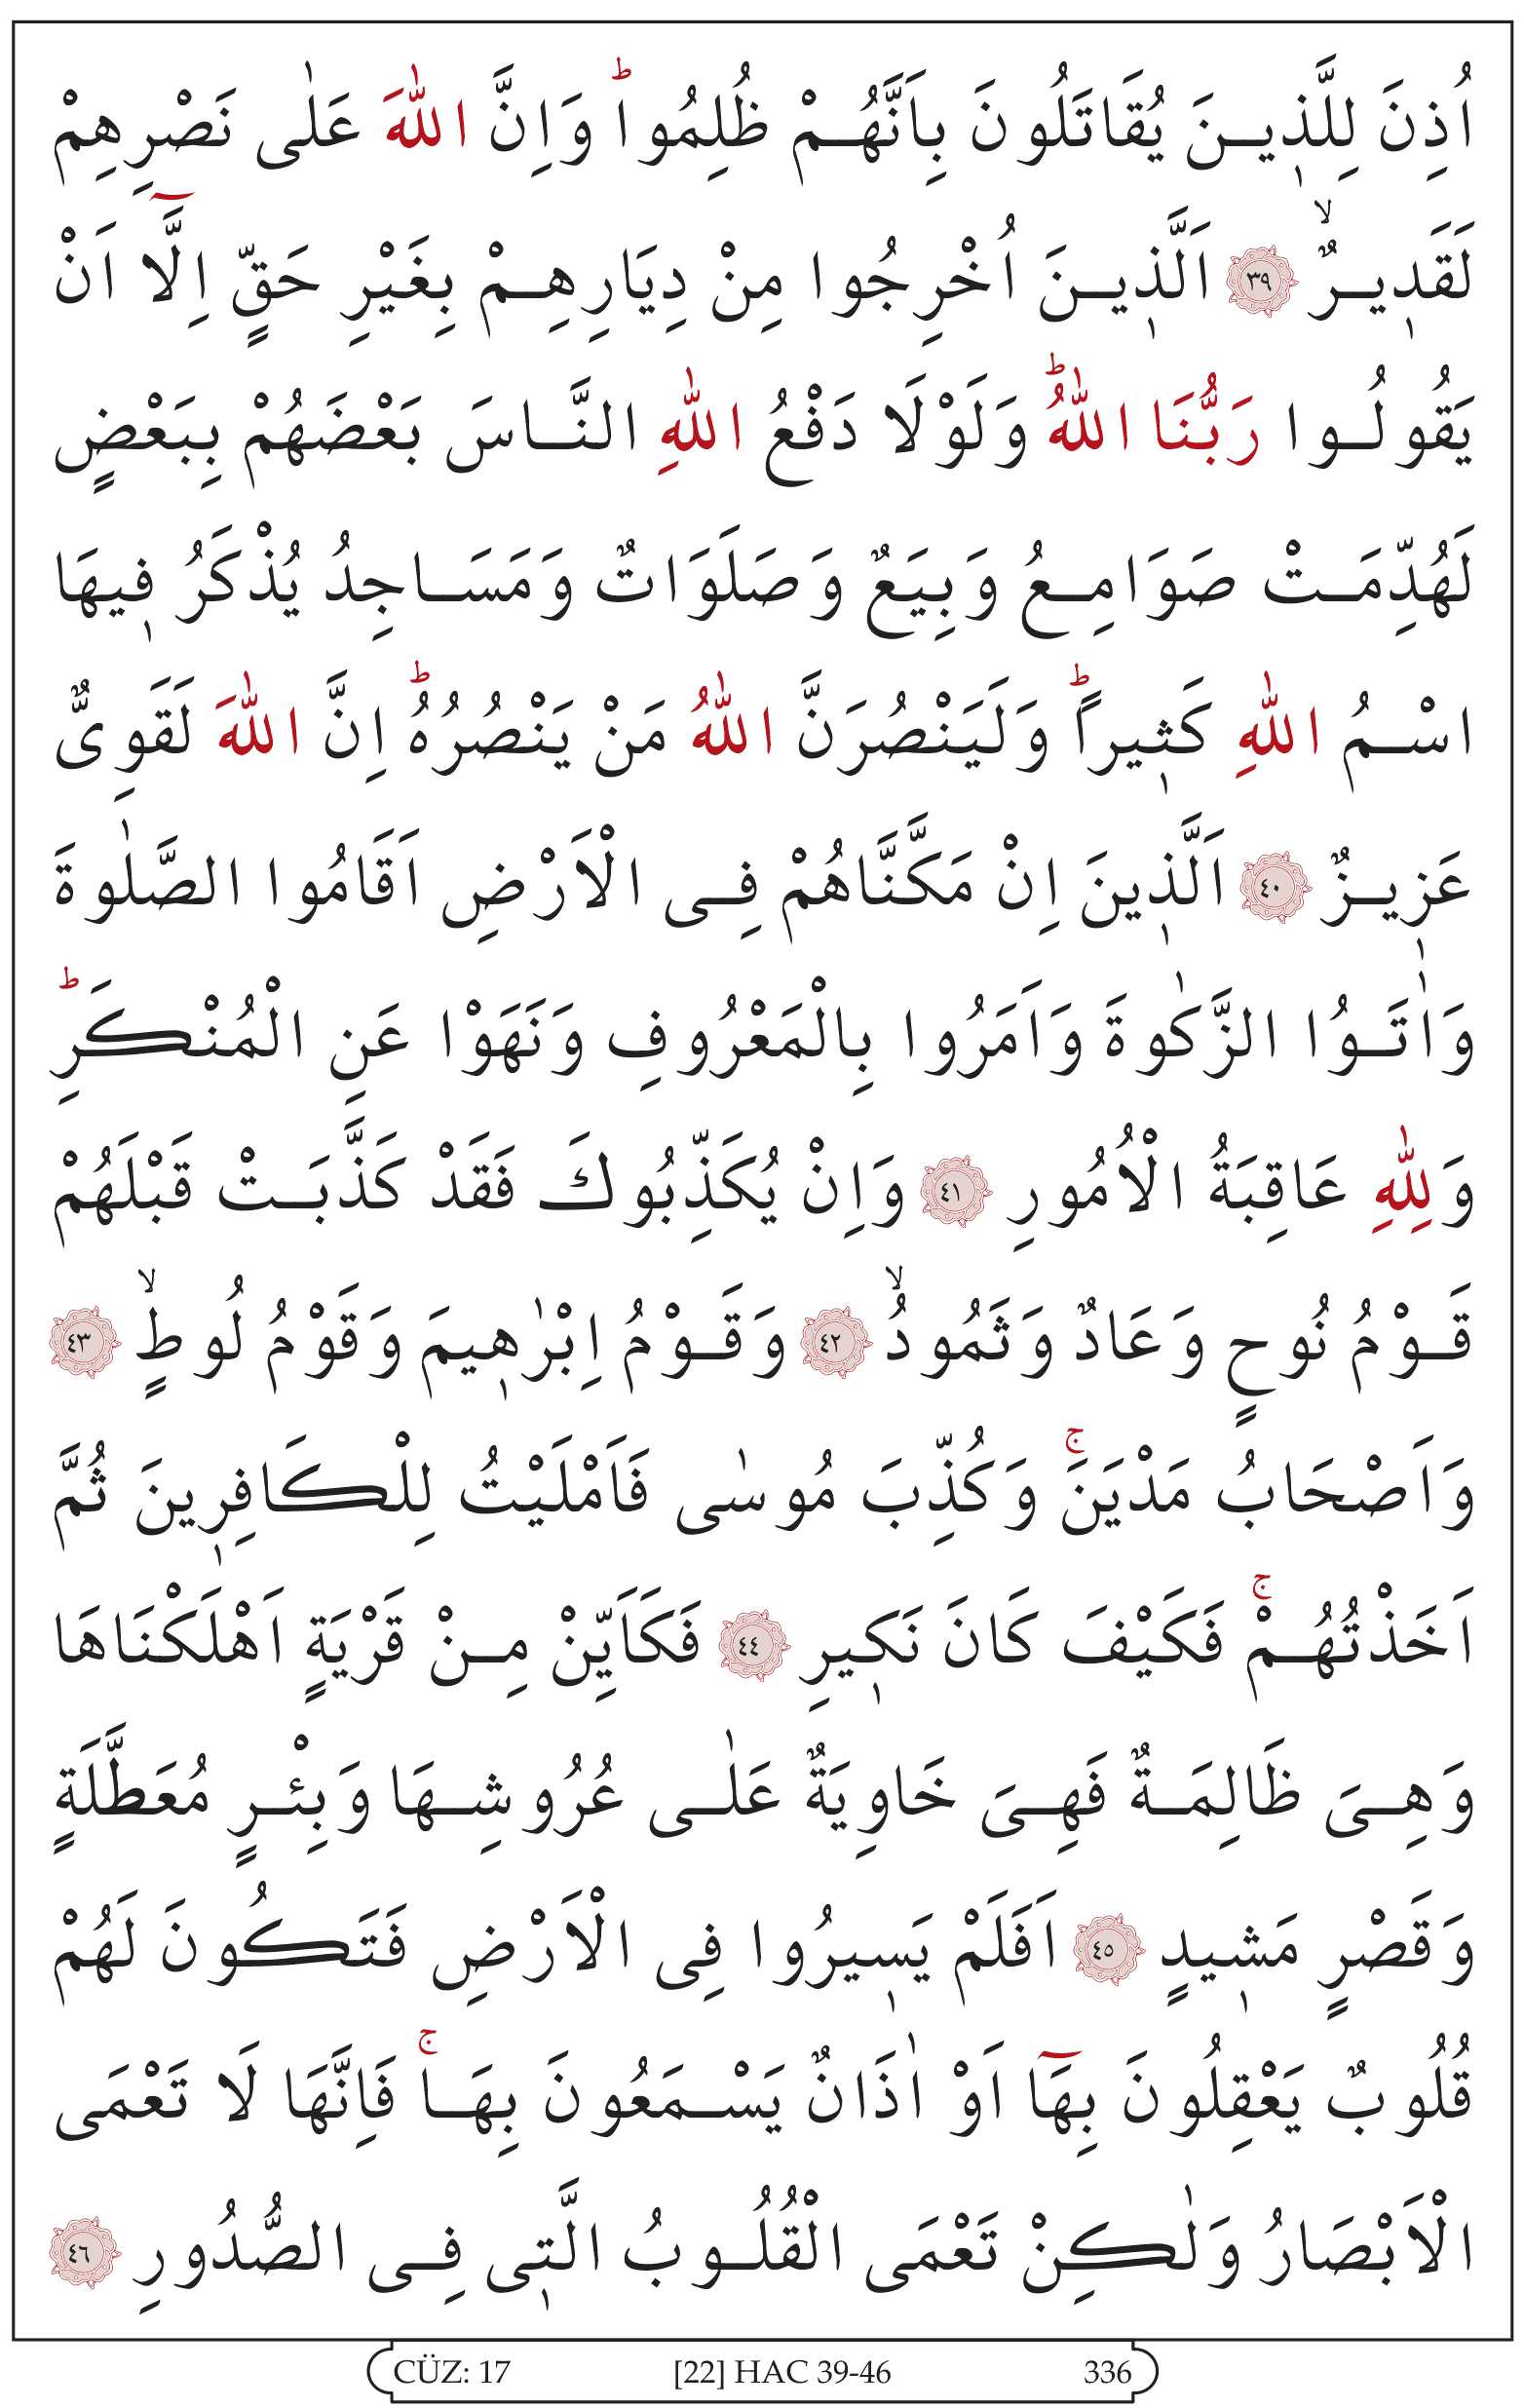 اُذِنَ لِلَّذ۪ينَ يُقَاتَلُونَ بِاَنَّهُمْ ظُلِمُواۜ وَاِنَّ اللّٰهَ عَلٰى نَصْرِهِمْ
لَقَد۪يرٌۙ ﴿٣٩﴾ اَلَّذ۪ينَ اُخْرِجُوا مِنْ دِيَارِهِمْ بِغَيْرِ حَقٍّ اِلَّٓا اَنْ
يَقُولُوا رَبُّنَا اللّٰهُۜ وَلَوْلَا دَفْعُ اللّٰهِ النَّاسَ بَعْضَهُمْ بِبَعْضٍ
لَهُدِّمَتْ صَوَامِعُ وَبِيَعٌ وَصَلَوَاتٌ وَمَسَاجِدُ يُذْكَرُ ف۪يهَا
اسْمُ اللّٰهِ كَث۪يراًۜ وَلَيَنْصُرَنَّ اللّٰهُ مَنْ يَنْصُرُهُۜ اِنَّ اللّٰهَ لَقَوِىٌّ
عَز۪يزٌ ﴿٤٠﴾ اَلَّذ۪ينَ اِنْ مَكَّنَّاهُمْ فِى الْاَرْضِ اَقَامُوا الصَّلٰوةَ
وَاٰتَوُا الزَّكٰوةَ وَاَمَرُوا بِالْمَعْرُوفِ وَنَهَوْا عَنِ الْمُنْكَرِۜ
وَلِلّٰهِ عَاقِبَةُ الْاُمُورِ ﴿٤١﴾ وَاِنْ يُكَذِّبُوكَ فَقَدْ كَذَّبَتْ قَبْلَهُمْ
قَوْمُ نُوحٍ وَعَادٌ وَثَمُودُۙ ﴿٤٢﴾ وَقَوْمُ اِبْرٰه۪يمَ وَقَوْمُ لُوطٍۙ ﴿٤٣﴾
وَاَصْحَابُ مَدْيَنَۚ وَكُذِّبَ مُوسٰى فَاَمْلَيْتُ لِلْكَافِر۪ينَ ثُمَّ
اَخَذْتُهُمْۚ فَكَيْفَ كَانَ نَك۪يرِ ﴿٤٤﴾ فَكَاَيِّنْ مِنْ قَرْيَةٍ اَهْلَكْنَاهَا
وَهِىَ ظَالِمَةٌ فَهِىَ خَاوِيَةٌ عَلٰى عُرُوشِهَا وَبِئْرٍ مُعَطَّلَةٍ
وَقَصْرٍ مَش۪يدٍ ﴿٤٥﴾ اَفَلَمْ يَس۪يرُوا فِى الْاَرْضِ فَتَكُونَ لَهُمْ
قُلُوبٌ يَعْقِلُونَ بِهَٓا اَوْ اٰذَانٌ يَسْمَعُونَ بِهَاۚ فَاِنَّهَا لَا تَعْمَى
الْاَبْصَارُ وَلٰكِنْ تَعْمَى الْقُلُوبُ الَّت۪ى فِى الصُّدُورِ ﴿٤٦﴾
CÜZ: 17 [22] HAC 39-46 336